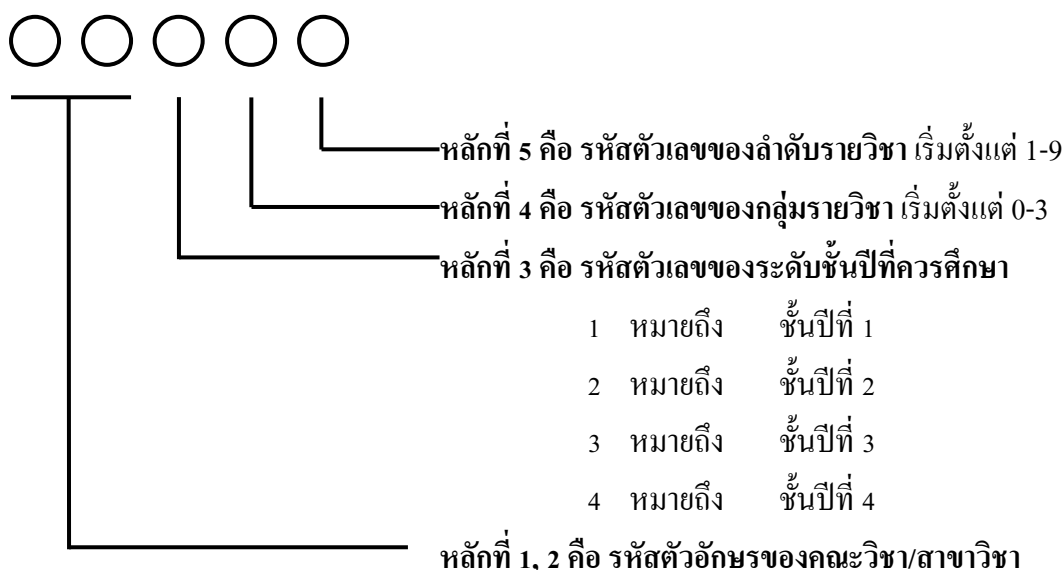 หลักที่ 5 คือ รหัสตัวเลขของลำดับรายวิชา เริ่มตั้งแต่ 1-9
หลักที่ 4 คือ รหัสตัวเลขของกลุ่มรายวิชา เริ่มตั้งแต่ 0-3
หลักที่ 3 คือ รหัสตัวเลขของระดับชั้นปีที่ควรศึกษา
1 หมายถึง ชั้นปีที่ 1
2 หมายถึง ชั้นปีที่ 2
3 หมายถึง ชั้นปีที่ 3
4 หมายถึง ชั้นปีที่ 4
หลักที่ 1, 2 คือ รหัสตัวอักษรของคณะวิชา/สาขาวิชา